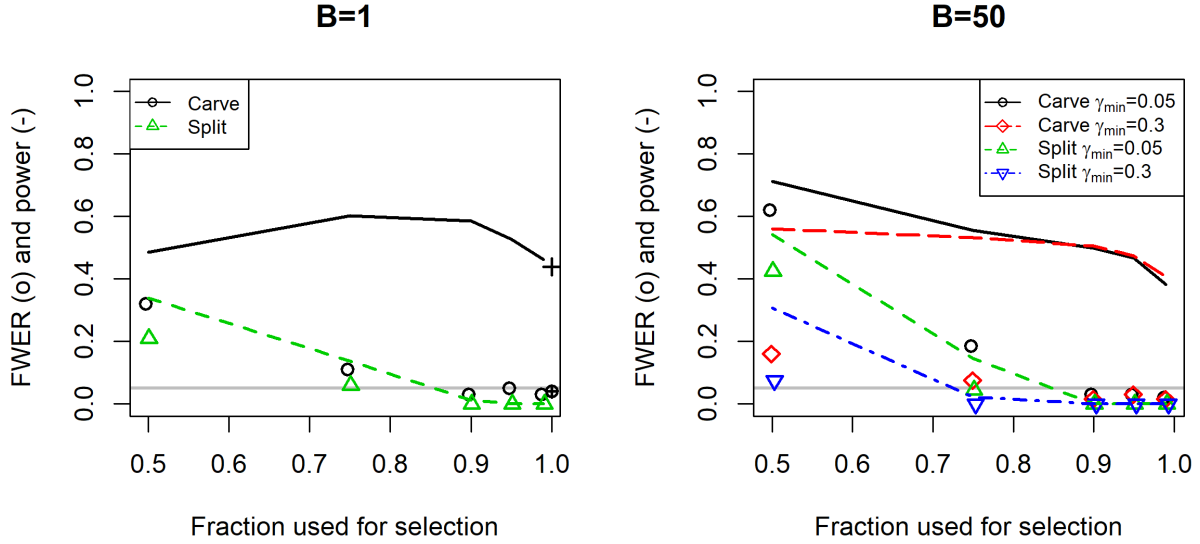 B=1
FWER (o) and power (-)
1.0
0.8
0.6
0.4
0.2
0.0
Carve
Split
0.5 0.6 0.7 0.8 0.9 1.0
Fraction used for selection
B=50
FWER (o) and power (-)
1.0
0.8
0.6
0.4
0.2
0.0
Carve γmin=0.05
Carve γmin=0.3
Split γmin=0.05
Split γmin=0.3
0.5 0.6 0.7 0.8 0.9 1.0
Fraction used for selection